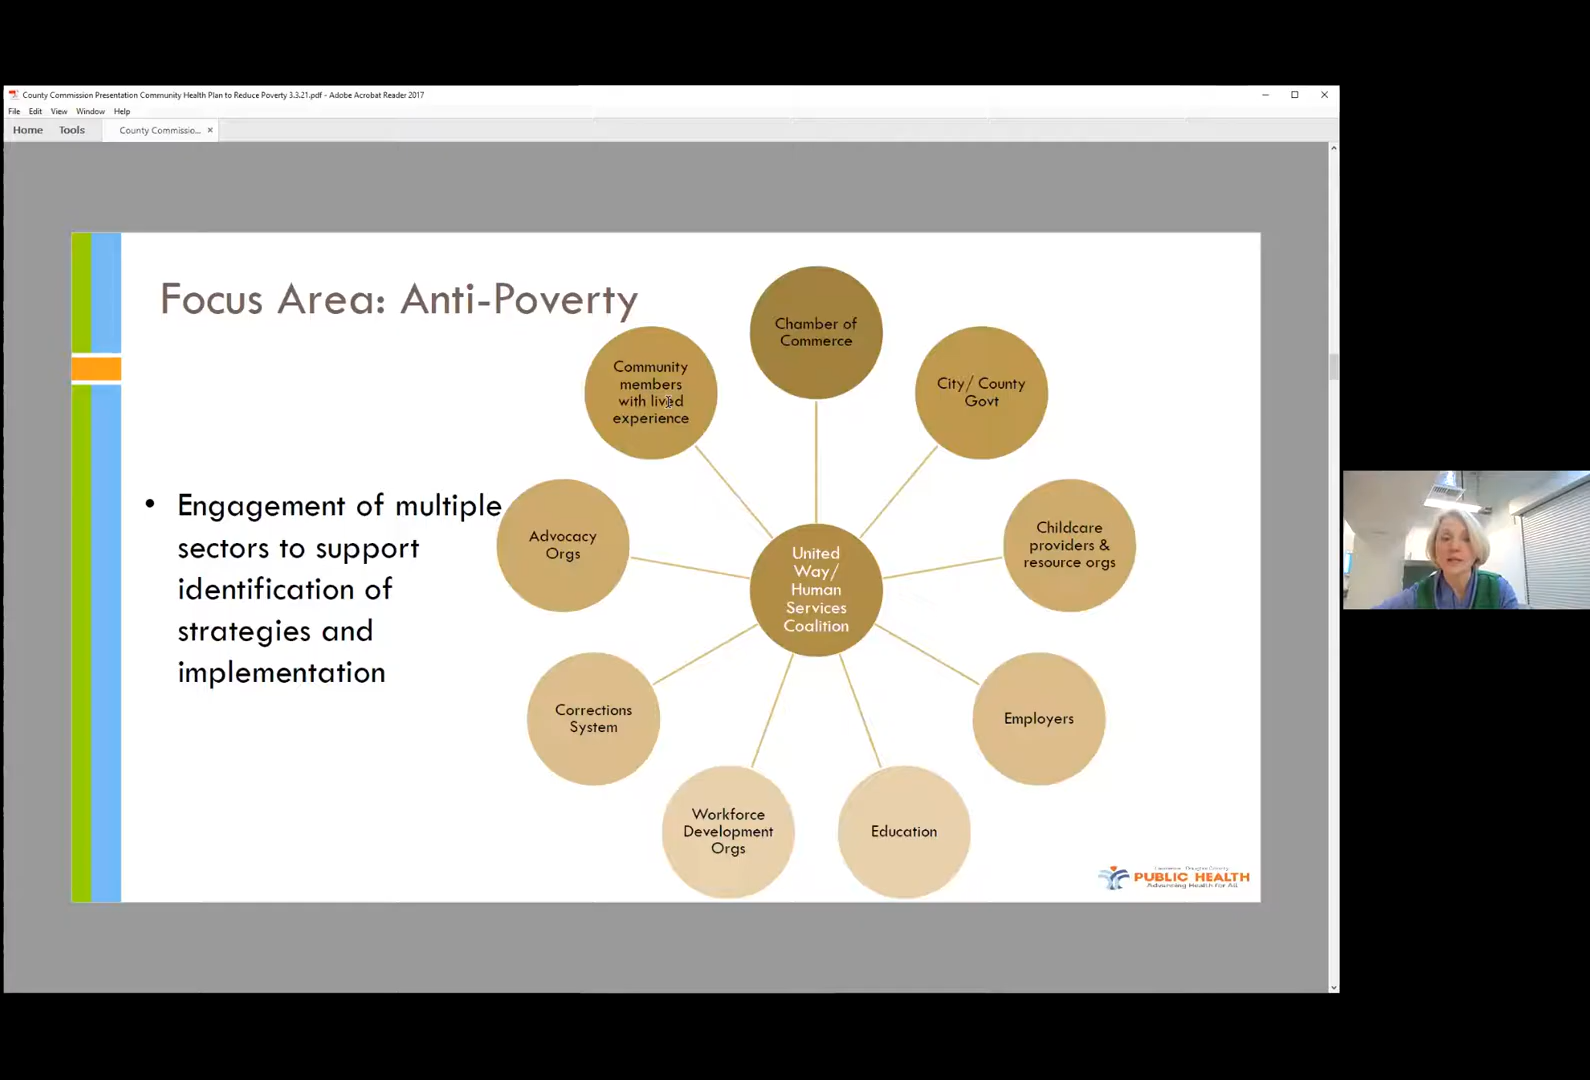 County Commission Presentation Community Health Plan to Reduce Poverty 3.3.21.pdf - Adobe Acrobat Reader 2017
File Edit View Window Help
Home Tools County Commissio... ×
Focus Area: Anti-Poverty
• Engagement of multiple
sectors to support
identification of
strategies and
implementation
Chamber of
Commerce
City/ County
Govt
Childcare
providers &
resource orgs
Employers
Education
Workforce
Development
Orgs
Corrections
System
Advocacy
Orgs
Community
members
with lived
experience
United
Way/
Human
Services
Coalition
Lawrence-Douglas County
PUBLIC HEALTH
Advancing Health for All